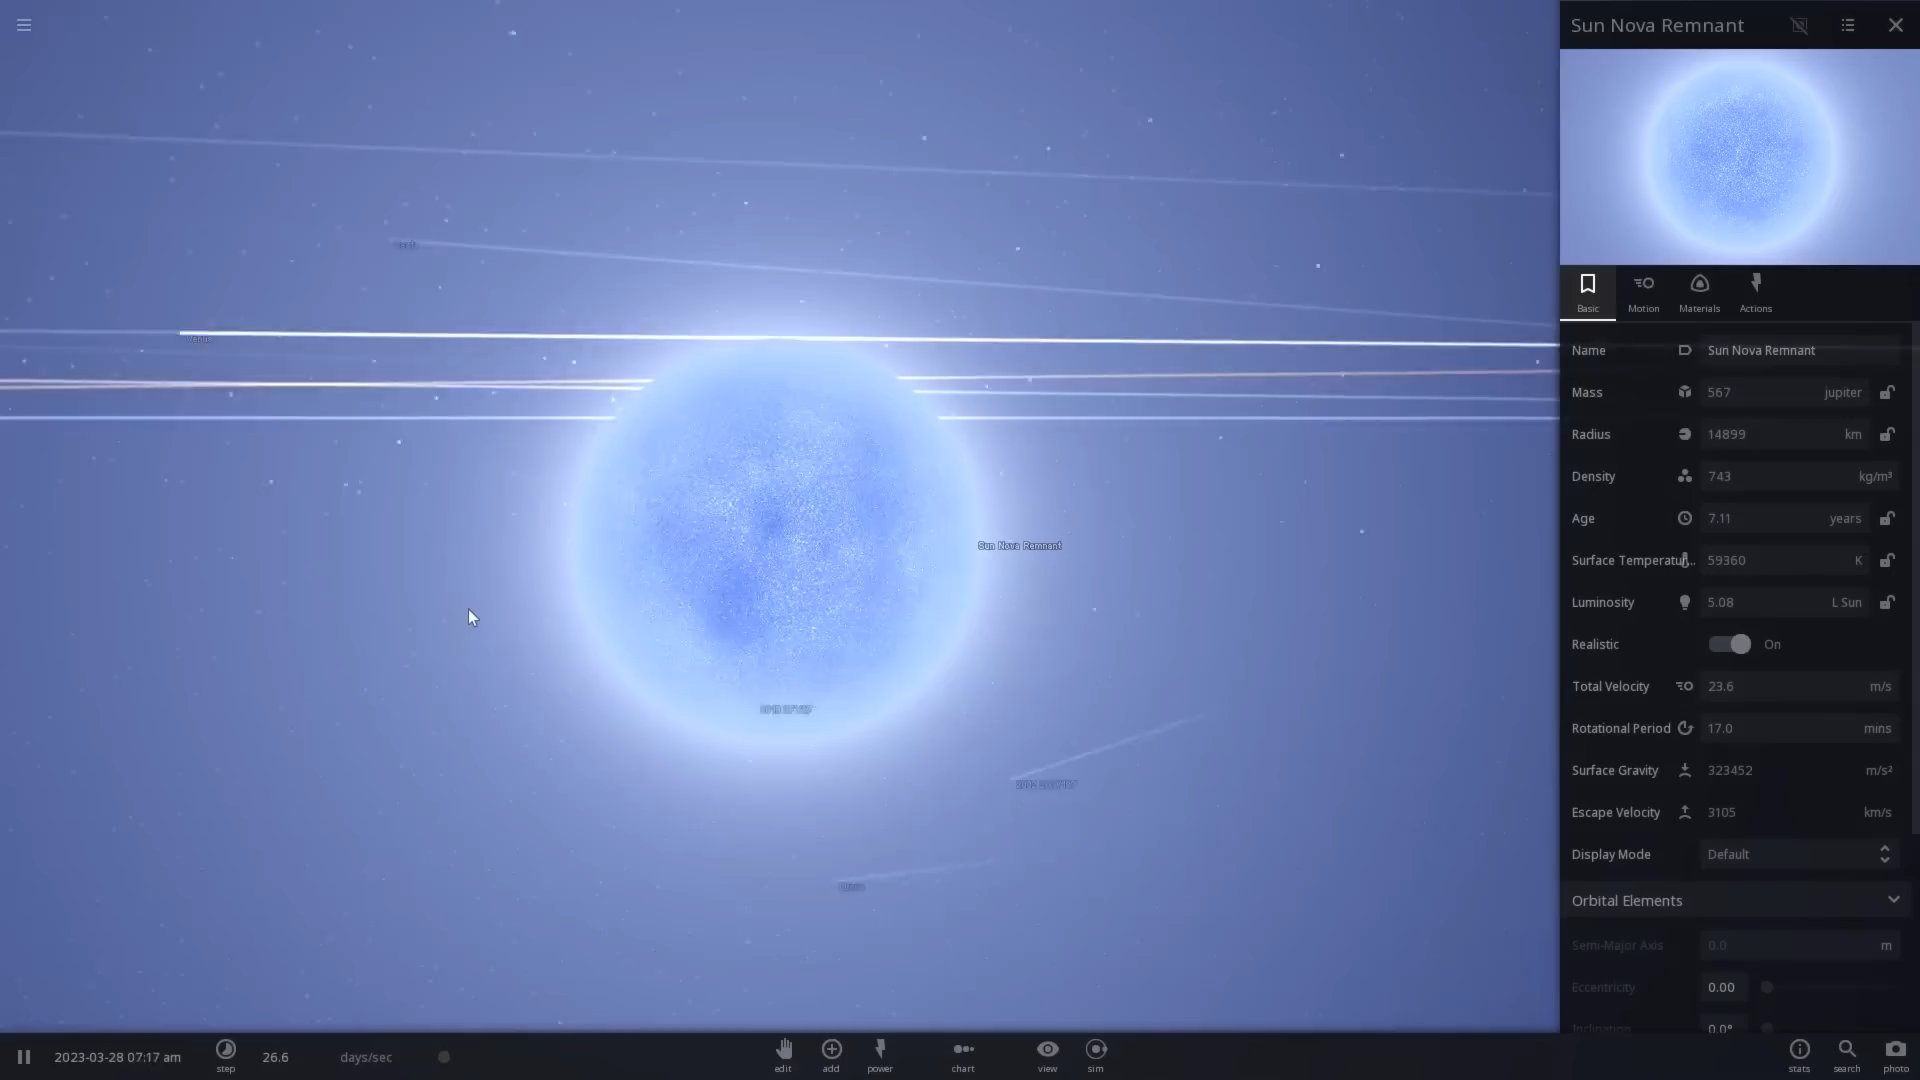 Sun Nova Remnant
Basic
Motion
Materials
Actions
Name Sun Nova Remnant
Mass 567 jupiter
Radius 14899 km
Density 743 kg/m³
Age 7.11 years
Surface Temperatur... 59360 K
Luminosity 5.08 L Sun
Realistic On
Total Velocity 23.6 m/s
Rotational Period 17.0 mins
Surface Gravity 323452 m/s²
Escape Velocity 3105 km/s
Display Mode Default
Orbital Elements
Semi-Major Axis 0.0 m
Eccentricity 0.00
Inclination 0.0°
Venus
Sun Nova Remnant
2023-03-28 07:17 am
step
26.6 days/sec
edit
add
power
chart
view
sim
stats
search
photo